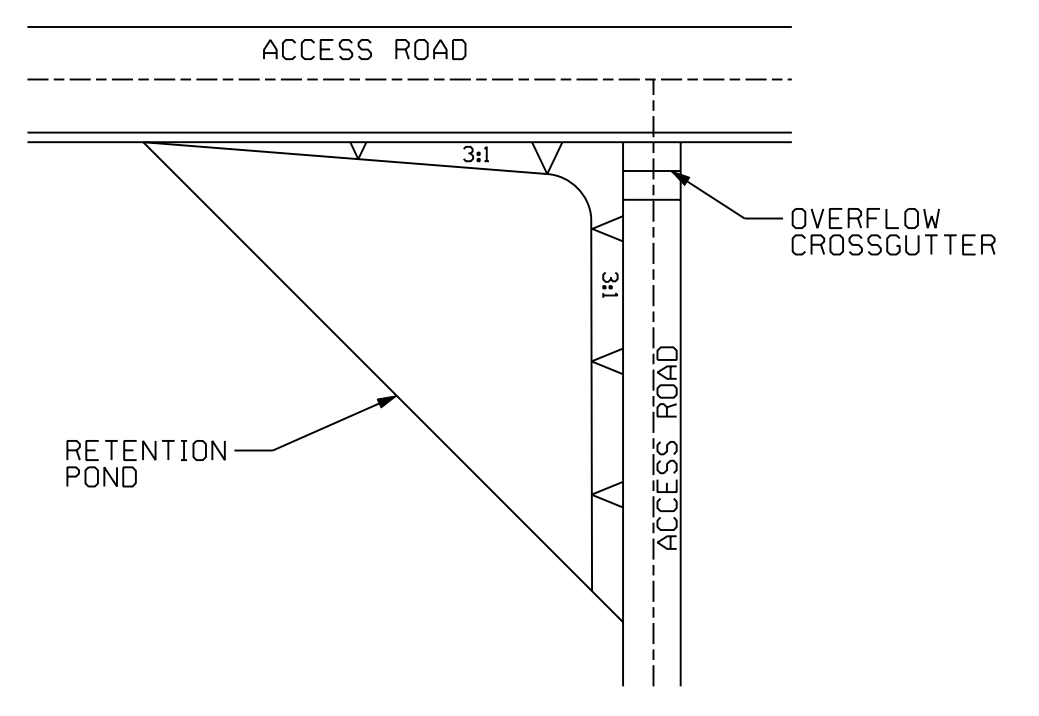 ACCESS ROAD
3:1
OVERFLOW
CROSSGUTTER
3:1
ACCESS ROAD
RETENTION
POND